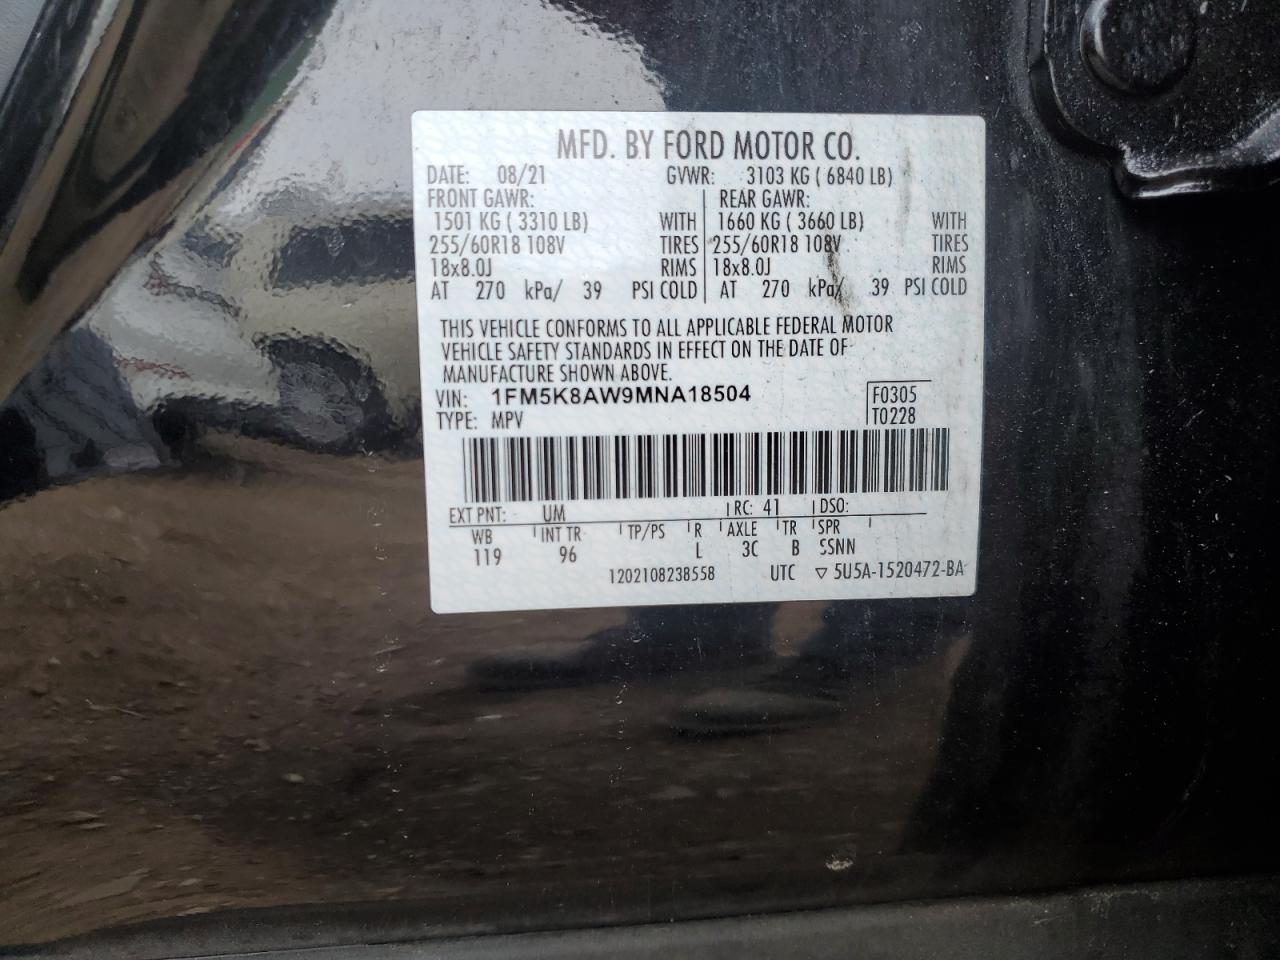 MFD. BY FORD MOTOR CO.
DATE: 08/21 GVWR: 3103 KG ( 6840 LB)
FRONT GAWR: REAR GAWR:
1501 KG ( 3310 LB) WITH 1660 KG ( 3660 LB) WITH
255/60R18 108V TIRES 255/60R18 108V TIRES
18x8.0J RIMS 18x8.0J RIMS
AT 270 kPa/ 39 PSI COLD AT 270 kPa/ 39 PSI COLD
THIS VEHICLE CONFORMS TO ALL APPLICABLE FEDERAL MOTOR
VEHICLE SAFETY STANDARDS IN EFFECT ON THE DATE OF
MANUFACTURE SHOWN ABOVE.
VIN: 1FM5K8AW9MNA18504 F0305
TYPE: MPV T0228
EXT PNT: UM RC: 41 DSO:
WB INT TR TP/PS R AXLE TR SPR
119 96 L 3C B SSNN
1202108238558 UTC ▽ 5U5A-1520472-BA